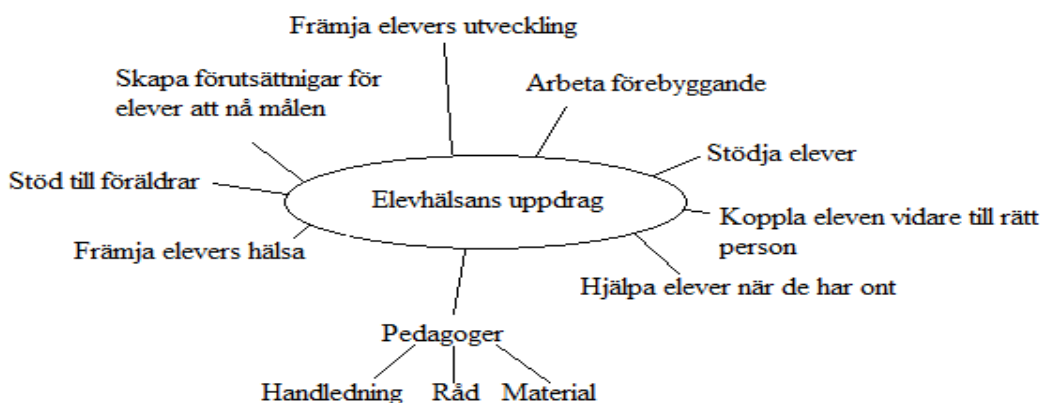 Främja elevers utveckling
Skapa förutsättnigar för
elever att nå målen
Arbeta förebyggande
Stödja elever
Stöd till föräldrar
Elevhälsans uppdrag
Koppla eleven vidare till rätt
person
Främja elevers hälsa
Hjälpa elever när de har ont
Pedagoger
Handledning
Råd
Material